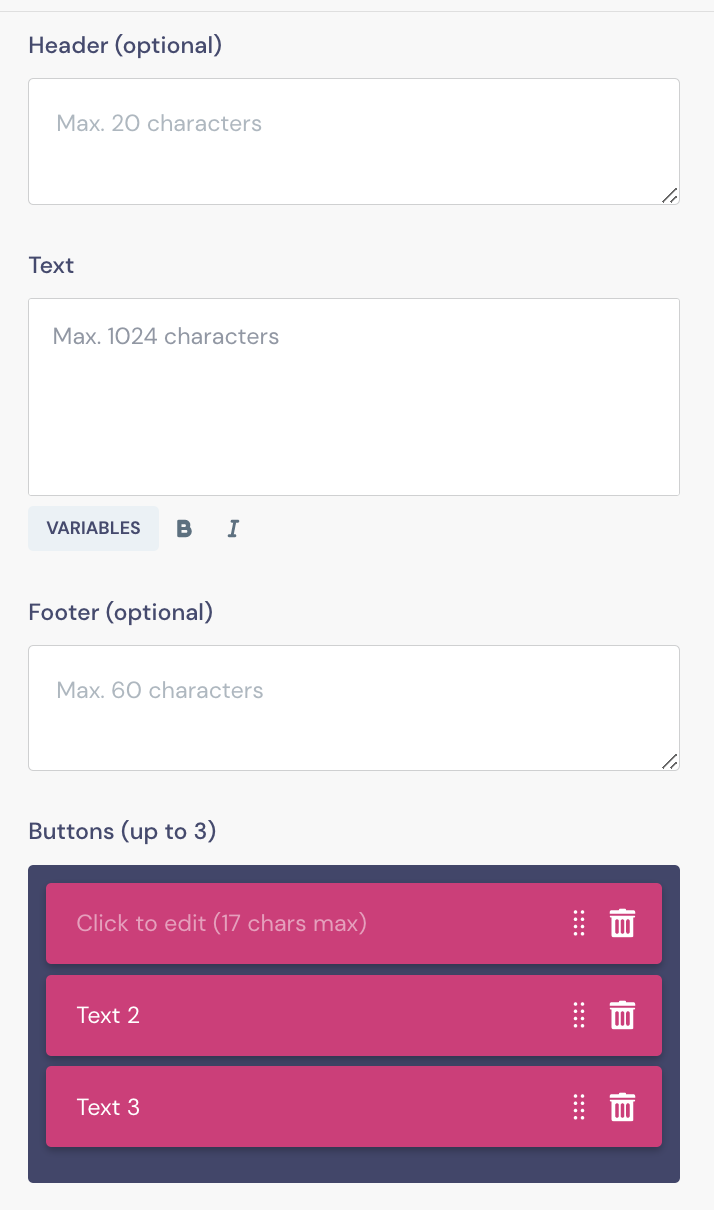 Header (optional)
Max. 20 characters
Text
Max. 1024 characters
VARIABLES B I
Footer (optional)
Max. 60 characters
Buttons (up to 3)
Click to edit (17 chars max)
Text 2
Text 3